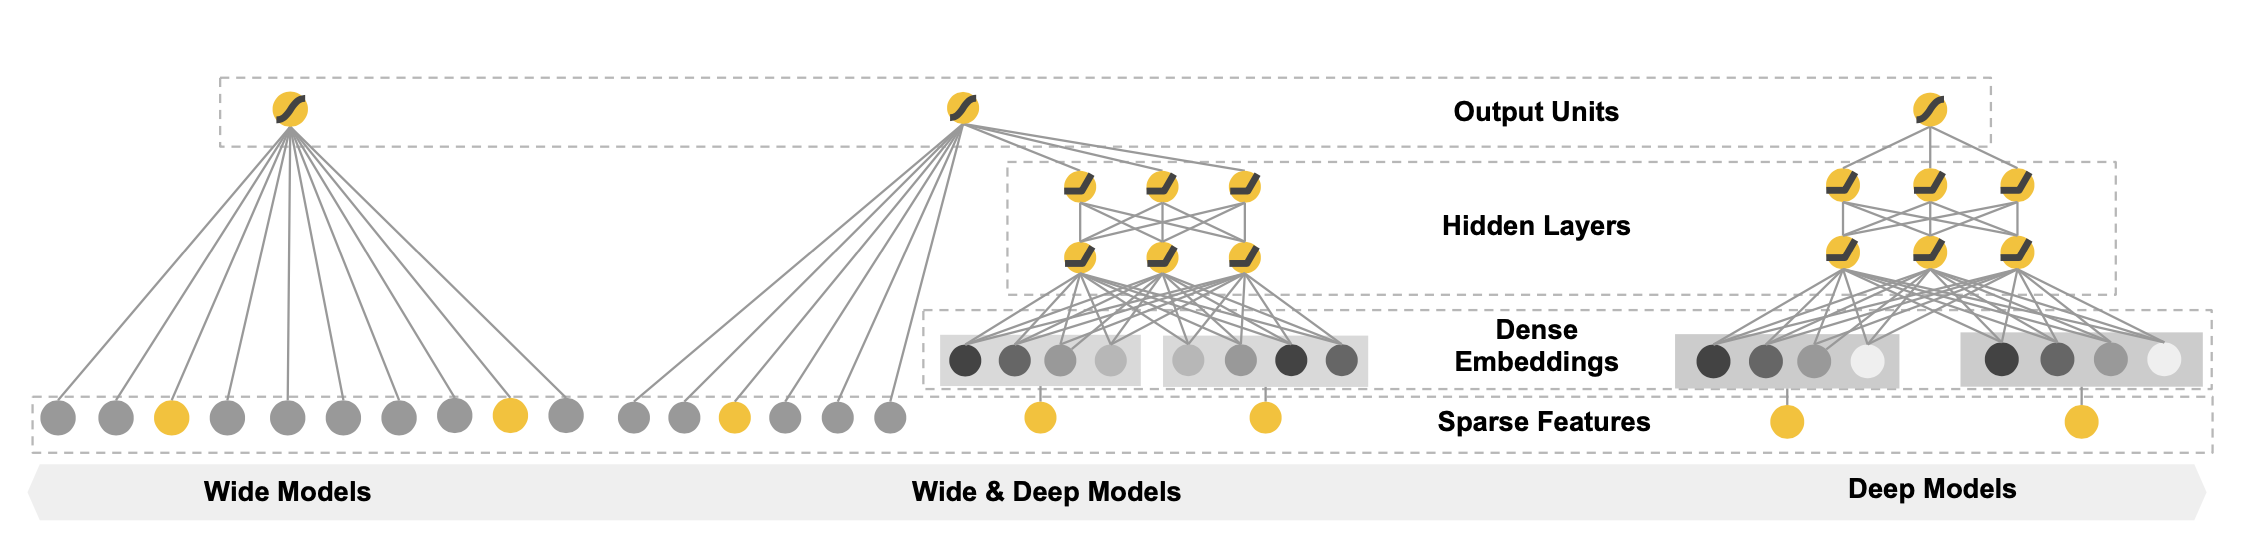 Output Units
Hidden Layers
Dense
Embeddings
Sparse Features
Wide Models
Wide & Deep Models
Deep Models